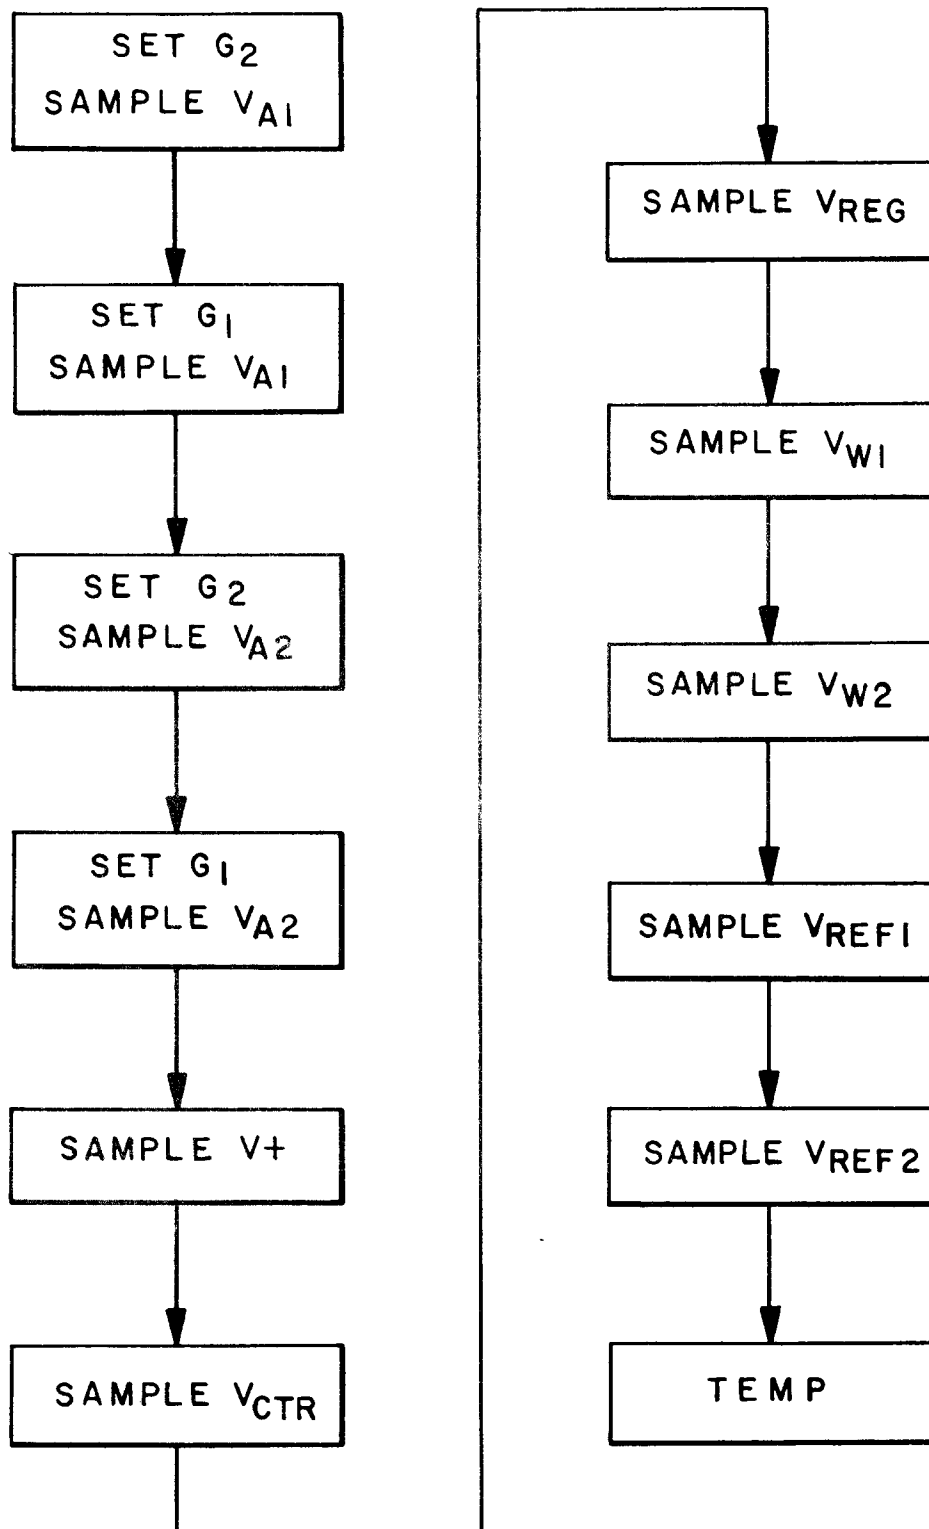 SET G2
SAMPLE VA1
SET G1
SAMPLE VA1
SET G2
SAMPLE VA2
SET G1
SAMPLE VA2
SAMPLE V+
SAMPLE VCTR
SAMPLE VREG
SAMPLE VW1
SAMPLE VW2
SAMPLE VREF1
SAMPLE VREF2
TEMP